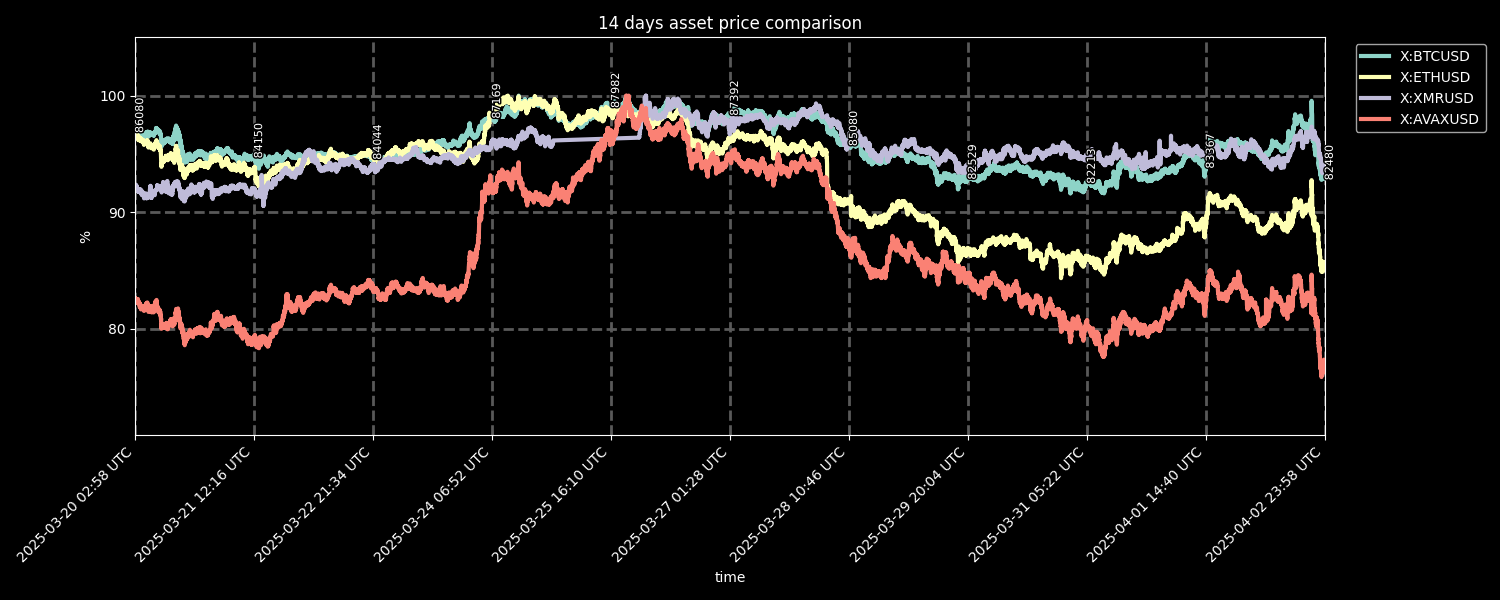 14 days asset price comparison
X:BTCUSD
X:ETHUSD
X:XMRUSD
X:AVAXUSD
100
90
80
%
86080
84150
84044
87169
87982
87392
85080
82529
82213
83367
82480
2025-03-20 02:58 UTC
2025-03-21 12:16 UTC
2025-03-22 21:34 UTC
2025-03-24 06:52 UTC
2025-03-25 16:10 UTC
2025-03-27 01:28 UTC
2025-03-28 10:46 UTC
2025-03-29 20:04 UTC
2025-03-31 05:22 UTC
2025-04-01 14:40 UTC
2025-04-02 23:58 UTC
time